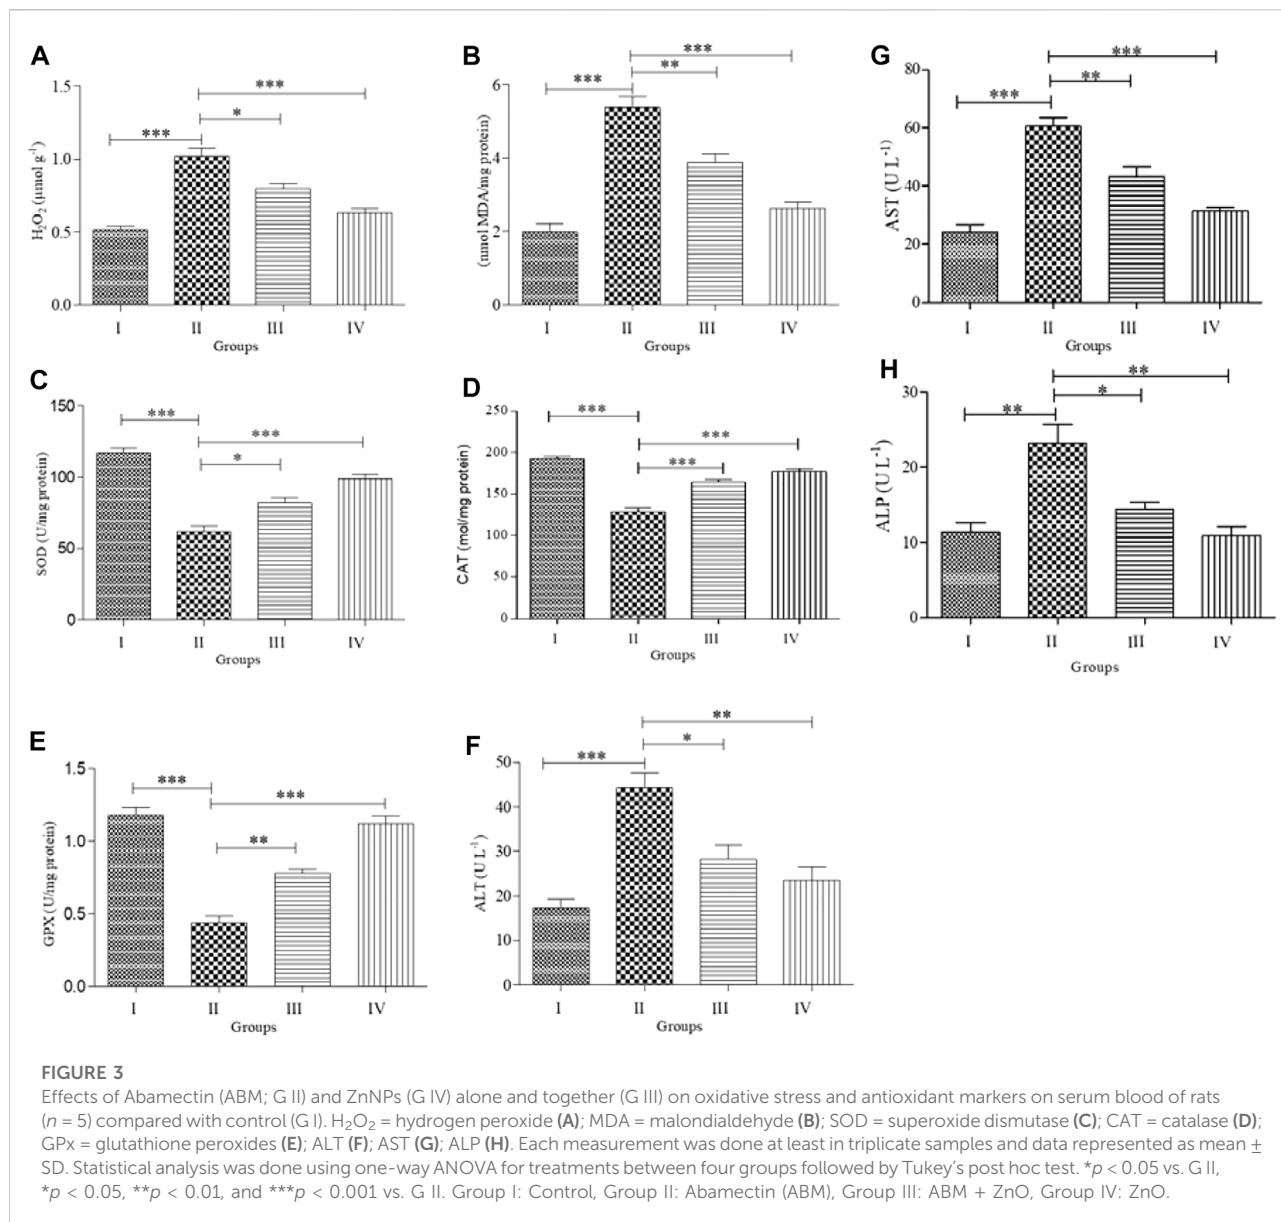 A
1.5
1.0
0.5
0.0
H₂O₂ (µmol g⁻¹)
***
*
***
I II III IV
Groups
B
6
4
2
0
(nmol MDA/mg protein)
***
**
***
I II III IV
Groups
G
80
60
40
20
0
AST (U L⁻¹)
***
**
***
I II III IV
Groups
C
150
100
50
0
SOD (U/mg protein)
***
*
***
I II III IV
Groups
D
250
200
150
100
50
0
CAT (mol/mg protein)
***
***
***
I II III IV
Groups
H
30
20
10
0
ALP (U L⁻¹)
**
*
**
I II III IV
Groups
E
1.5
1.0
0.5
0.0
GPX (U/mg protein)
***
**
***
I II III IV
Groups
F
50
40
30
20
10
0
ALT (U L⁻¹)
***
*
**
I II III IV
Groups
FIGURE 3
Effects of Abamectin (ABM; G II) and ZnNPs (G IV) alone and together (G III) on oxidative stress and antioxidant markers on serum blood of rats
(n = 5) compared with control (G I). H₂O₂ = hydrogen peroxide (A); MDA = malondialdehyde (B); SOD = superoxide dismutase (C); CAT = catalase (D);
GPx = glutathione peroxides (E); ALT (F); AST (G); ALP (H). Each measurement was done at least in triplicate samples and data represented as mean ±
SD. Statistical analysis was done using one-way ANOVA for treatments between four groups followed by Tukey’s post hoc test. *p < 0.05 vs. G II,
*p < 0.05, **p < 0.01, and ***p < 0.001 vs. G II. Group I: Control, Group II: Abamectin (ABM), Group III: ABM + ZnO, Group IV: ZnO.